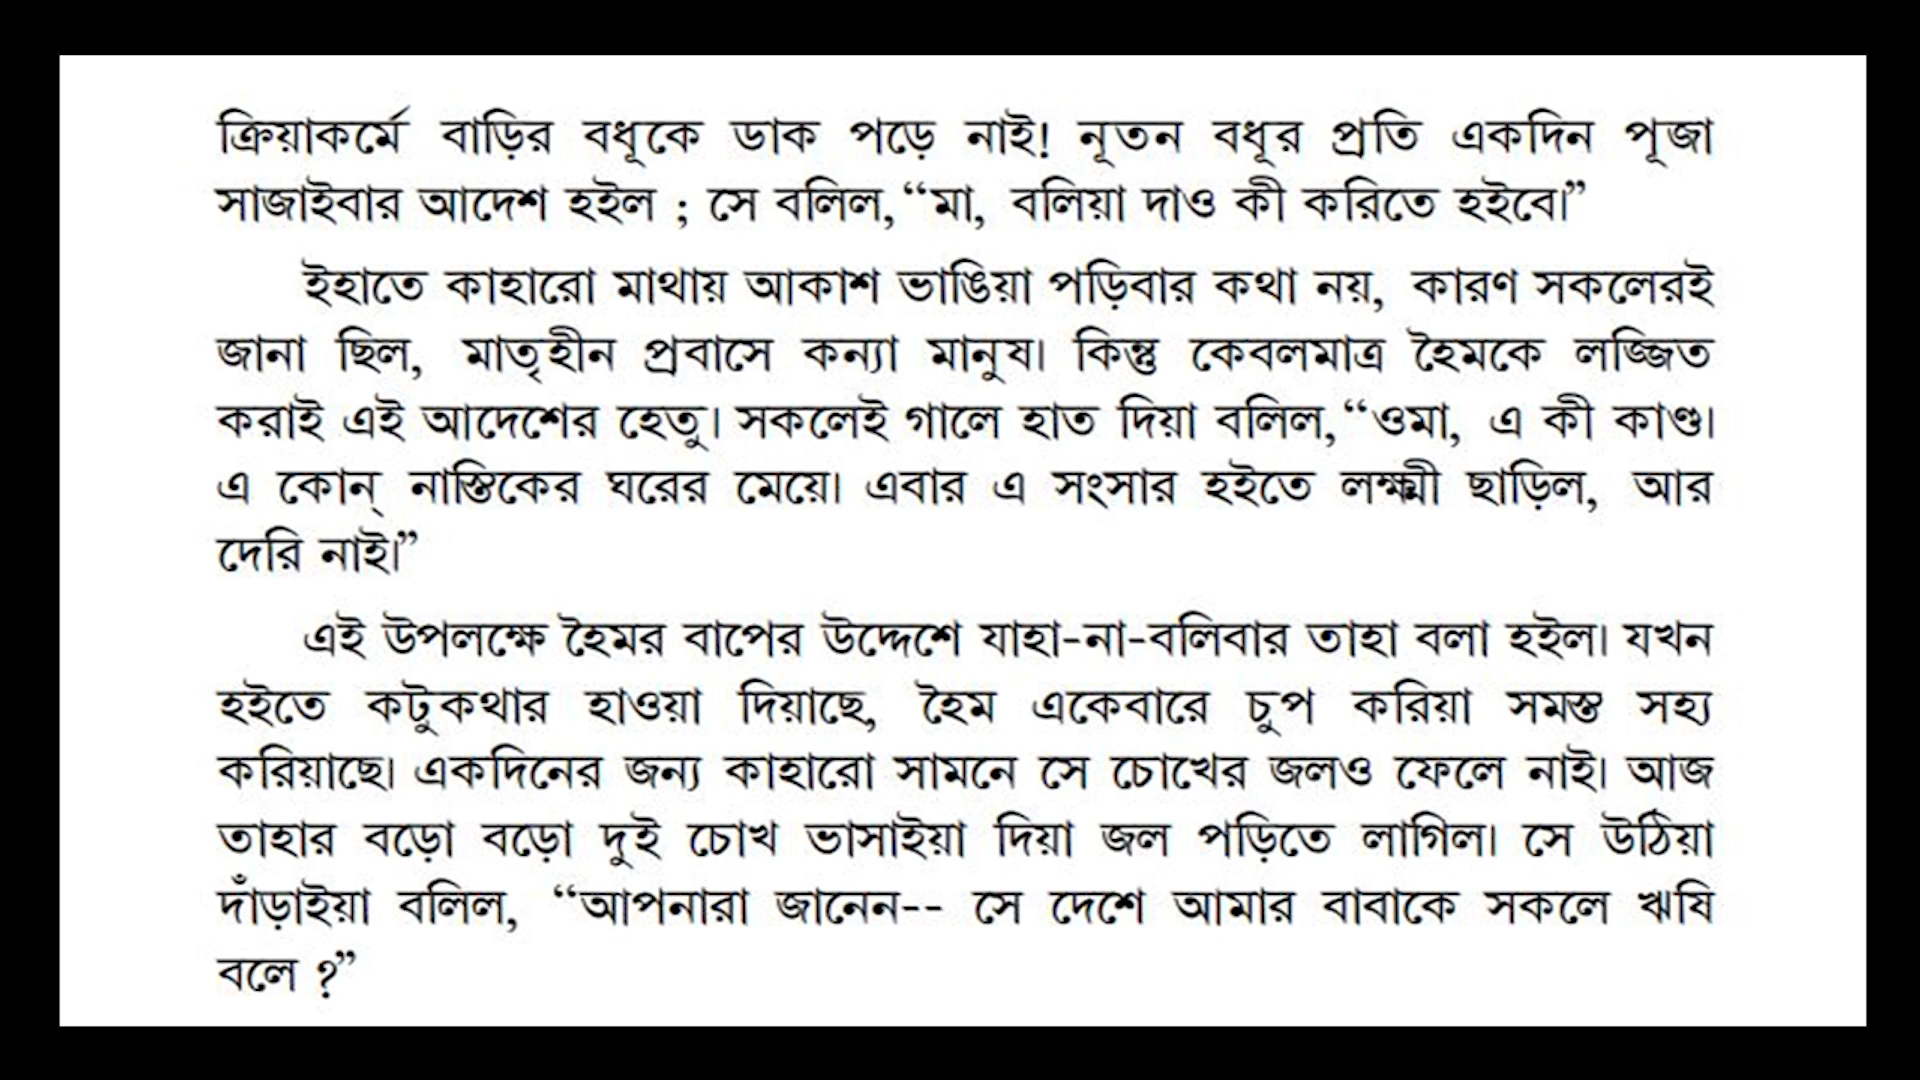 ক্রিয়াকর্মে বাড়ির বধূকে ডাক পড়ে নাই! নূতন বধূর প্রতি একদিন পূজা
সাজাইবার আদেশ হইল ; সে বলিল, “মা, বলিয়া দাও কী করিতে হইবে।”
ইহাতে কাহারো মাথায় আকাশ ভাঙিয়া পড়িবার কথা নয়, কারণ সকলেরই
জানা ছিল, মাতৃহীন প্রবাসে কন্যা মানুষ। কিন্তু কেবলমাত্র হৈমকে লজ্জিত
করাই এই আদেশের হেতু। সকলেই গালে হাত দিয়া বলিল, “ওমা, এ কী কাণ্ড।
এ কোন্ নাস্তিকের ঘরের মেয়ে। এবার এ সংসার হইতে লক্ষ্মী ছাড়িল, আর
দেরি নাই।”
এই উপলক্ষে হৈমর বাপের উদ্দেশে যাহা-না-বলিবার তাহা বলা হইল। যখন
হইতে কটুকথার হাওয়া দিয়াছে, হৈম একেবারে চুপ করিয়া সমস্ত সহ্য
করিয়াছে। একদিনের জন্য কাহারো সামনে সে চোখের জলও ফেলে নাই। আজ
তাহার বড়ো বড়ো দুই চোখ ভাসাইয়া দিয়া জল পড়িতে লাগিল। সে উঠিয়া
দাঁড়াইয়া বলিল, “আপনারা জানেন-- সে দেশে আমার বাবাকে সকলে ঋষি
বলে ?”